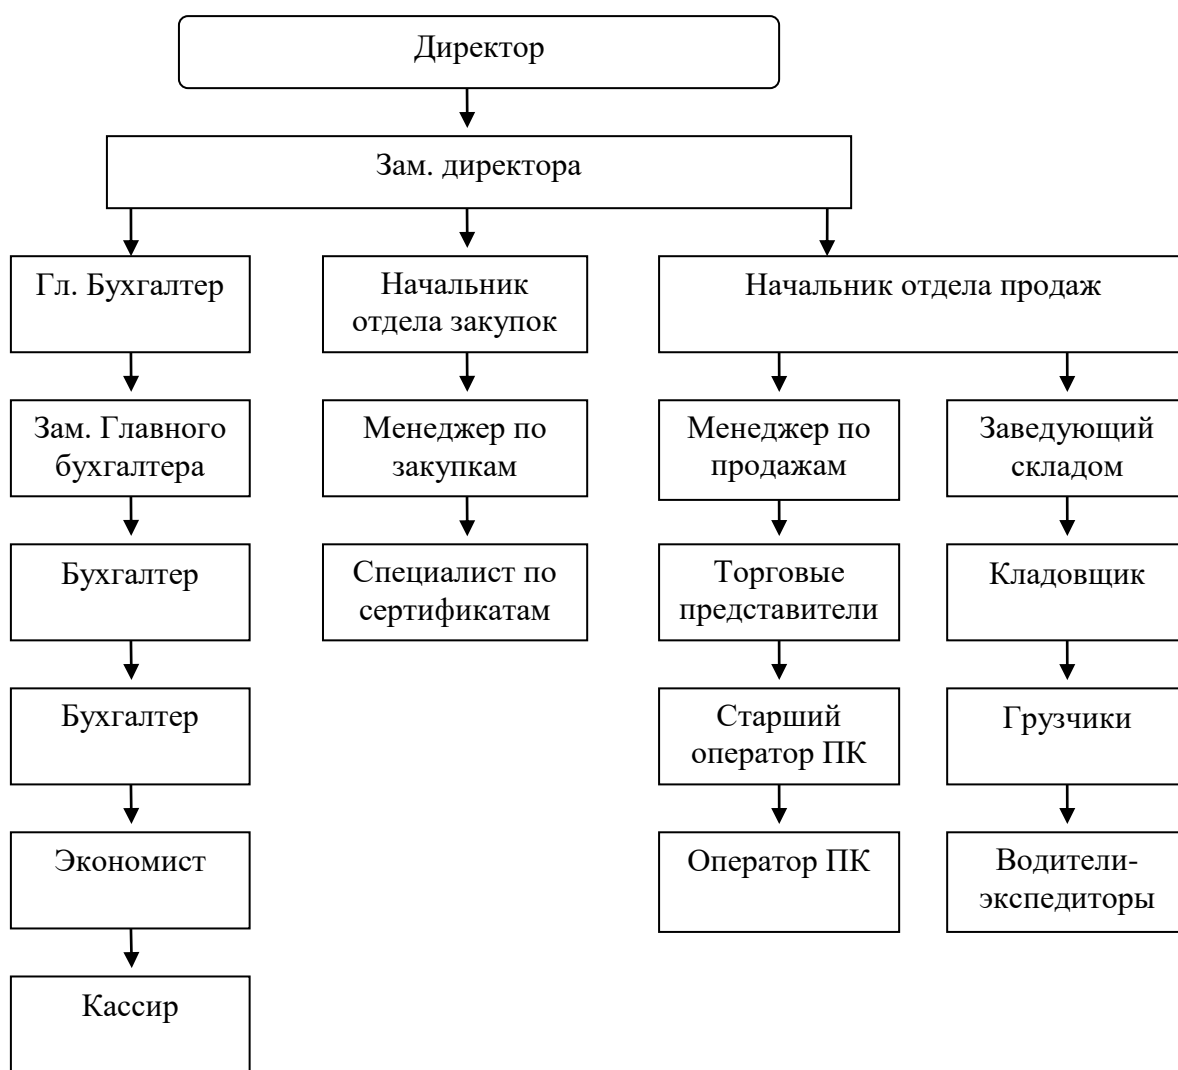 Директор
Зам. директора
Гл. Бухгалтер
Начальник
отдела закупок
Начальник отдела продаж
Зам. Главного
бухгалтера
Менеджер по
закупкам
Менеджер по
продажам
Заведующий
складом
Бухгалтер
Специалист по
сертификатам
Торговые
представители
Кладовщик
Бухгалтер
Старший
оператор ПК
Грузчики
Экономист
Оператор ПК
Водители-
экспедиторы
Кассир